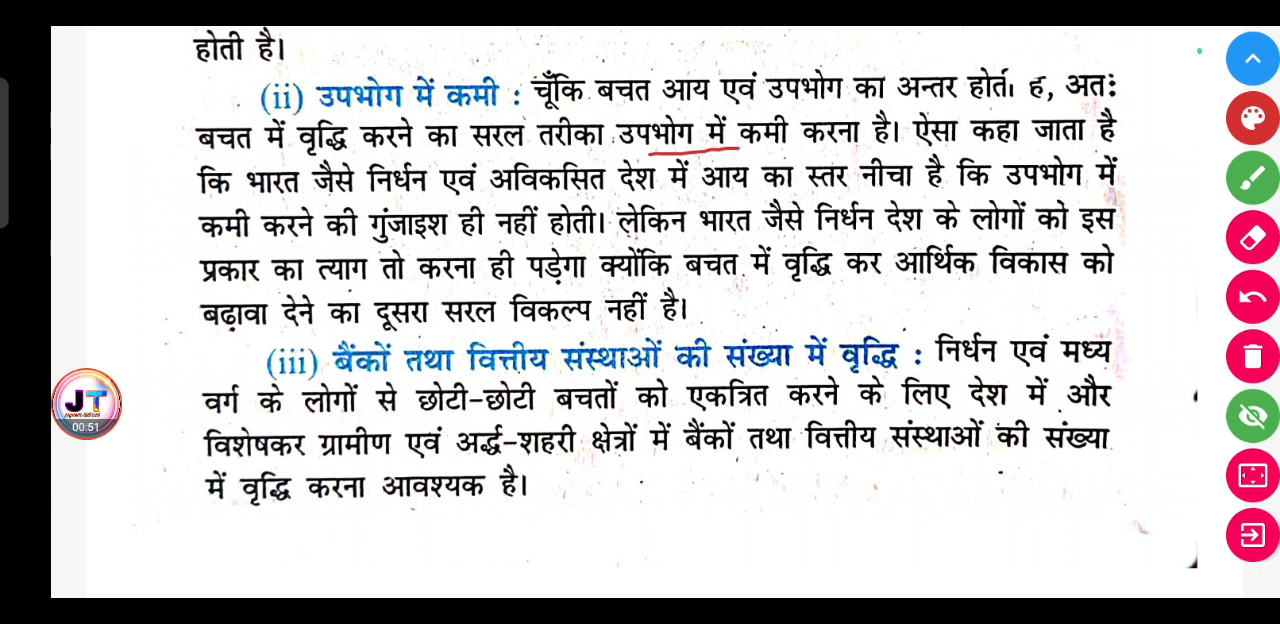 होती है।
(ii) उपभोग में कमी : चूँकि बचत आय एवं उपभोग का अन्तर होती है, अतः
बचत में वृद्धि करने का सरल तरीका उपभोग में कमी करना है। ऐसा कहा जाता है
कि भारत जैसे निर्धन एवं अविकसित देश में आय का स्तर नीचा है कि उपभोग में
कमी करने की गुंजाइश ही नहीं होती। लेकिन भारत जैसे निर्धन देश के लोगों को इस
प्रकार का त्याग तो करना ही पड़ेगा क्योंकि बचत में वृद्धि कर आर्थिक विकास को
बढ़ावा देने का दूसरा सरल विकल्प नहीं है।
(iii) बैंकों तथा वित्तीय संस्थाओं की संख्या में वृद्धि : निर्धन एवं मध्य
वर्ग के लोगों से छोटी-छोटी बचतों को एकत्रित करने के लिए देश में और
विशेषकर ग्रामीण एवं अर्द्ध-शहरी क्षेत्रों में बैंकों तथा वित्तीय संस्थाओं की संख्या
में वृद्धि करना आवश्यक है।
JT
00:51